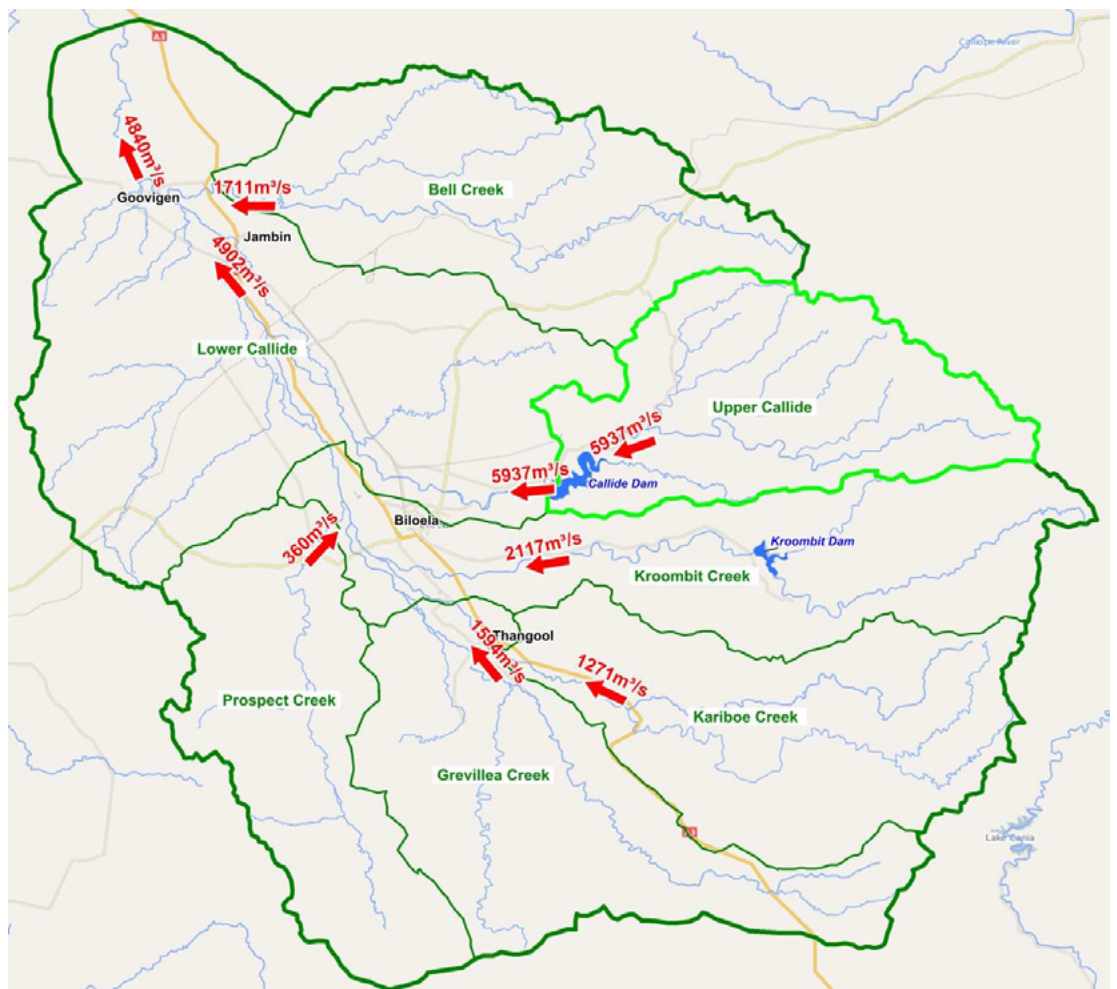 A3
Calliope River
4840m³/s
Goovigen
1711m³/s
Bell Creek
Jambin
4902m³/s
Lower Callide
Upper Callide
5937m³/s
5937m³/s
Callide Dam
Biloela
360m³/s
2117m³/s
Kroombit Dam
Kroombit Creek
Thangool
1594m³/s
1271m³/s
Prospect Creek
Kariboe Creek
Grevillea Creek
Lake Cania